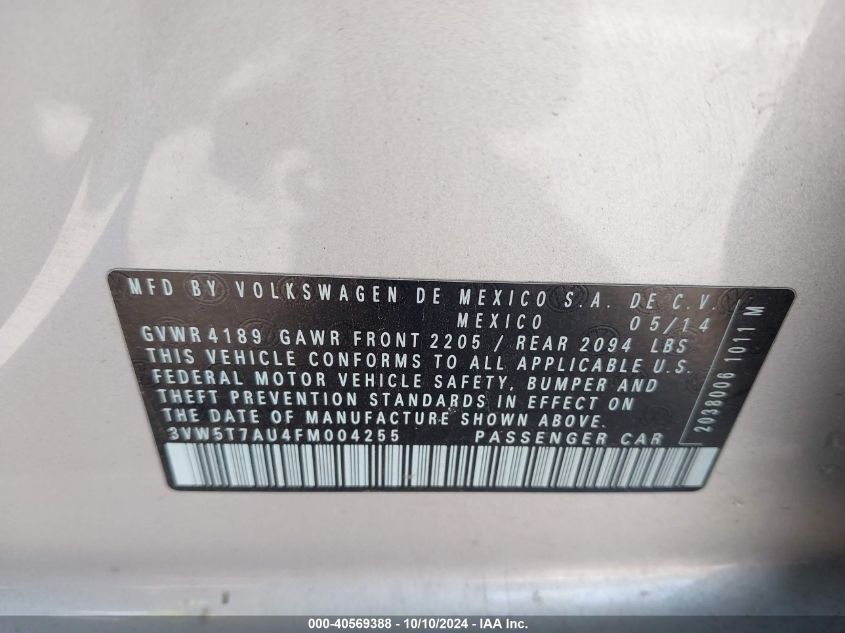 MFD BY VOLKSWAGEN DE MEXICO S.A. DE C.V.
MEXICO 05/14
GVWR 4189 GAWR FRONT 2205 / REAR 2094 LBS
THIS VEHICLE CONFORMS TO ALL APPLICABLE U.S.
FEDERAL MOTOR VEHICLE SAFETY, BUMPER AND
THEFT PREVENTION STANDARDS IN EFFECT ON
THE DATE OF MANUFACTURE SHOWN ABOVE.
3VW5T7AU4FM004255 PASSENGER CAR
2038006 1011 M
000-40569388 - 10/10/2024 - IAA Inc.